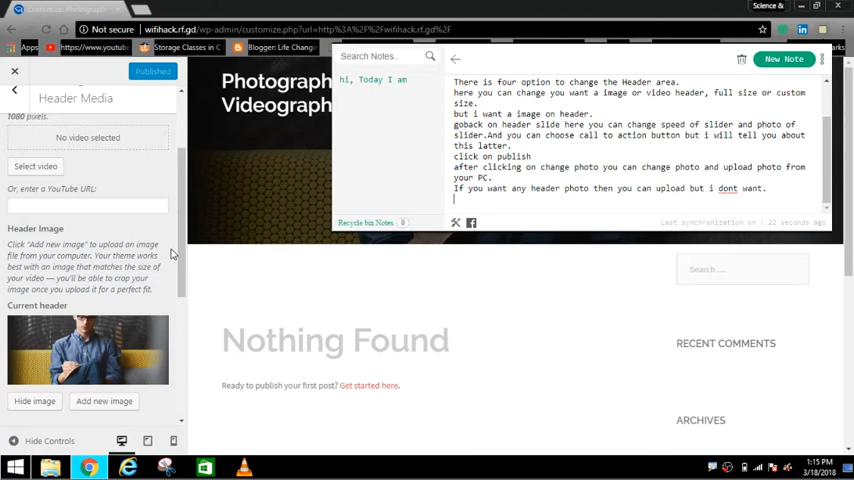 Science &
Not secure | wifihack.rf.gd/wp-admin/customize.php?url=http%3A%2F%2Fwifihack.rf.gd%2F
Apps
https://www.youtub
Storage Classes in C
Bloggen Life Changi
Published
Header Media
1080 pixels.
No video selected
Select video
Or, enter a YouTube URL:
Header Image
Click "Add new image" to upload an image
file from your computer. Your theme works
best with an image that matches the size of
your video — you'll be able to crop your
image once you upload it for a perfect fit.
Current header
Hide image
Add new image
Hide Controls
Photograph
Videograph
Search Notes..
hi, Today I am
Recycle bin Notes 0
New Note
There is four option to change the Header area.
here you can change you want a image or video header, full size or custom
size.
but i want a image on header.
goback on header slide here you can change speed of slider and photo of
slider.And you can choose call to action button but i will tell you about
this latter.
click on publish
after clicking on change photo you can change photo and upload photo from
your PC.
If you want any header photo then you can upload but i dont want.
Last synchronization on : 22 seconds ago
Search …
Nothing Found
Ready to publish your first post? Get started here.
RECENT COMMENTS
ARCHIVES
1:15 PM
3/18/2018